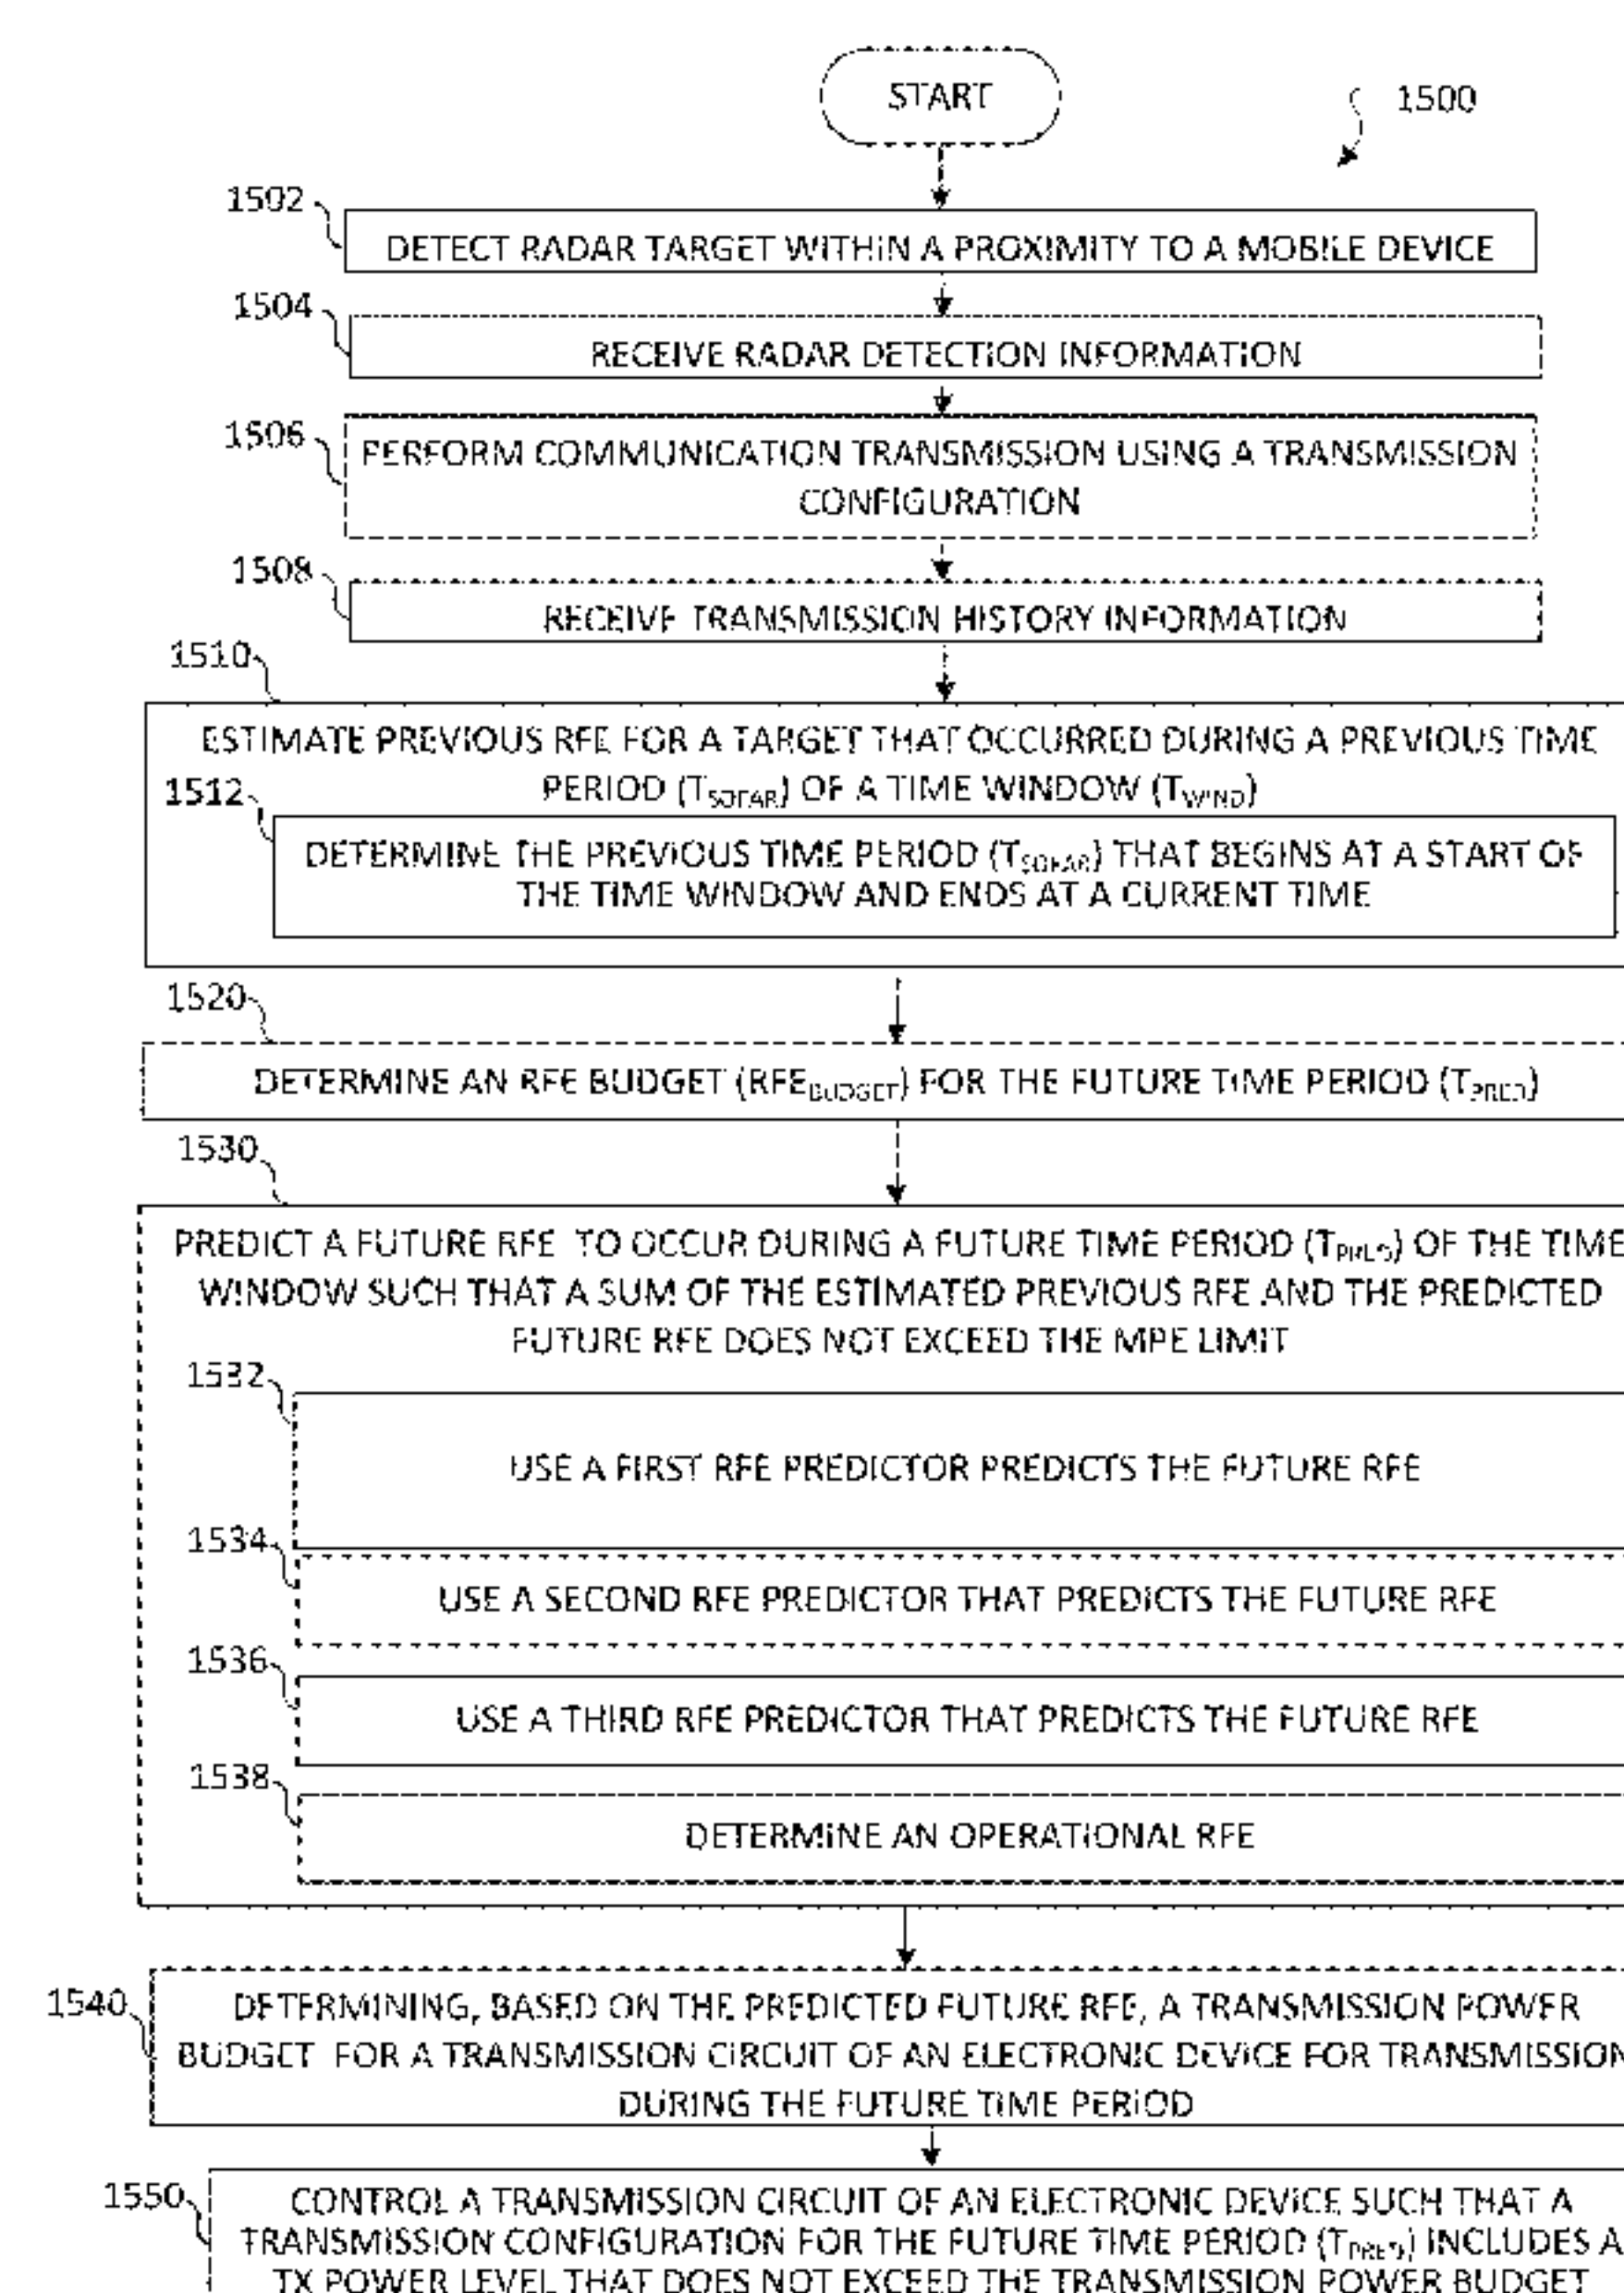 START
1500
1502
DETECT RADAR TARGET WITHIN A PROXIMITY TO A MOBILE DEVICE
1504
RECEIVE RADAR DETECTION INFORMATION
1506
PERFORM COMMUNICATION TRANSMISSION USING A TRANSMISSION
CONFIGURATION
1508
RECEIVE TRANSMISSION HISTORY INFORMATION
1510
ESTIMATE PREVIOUS RFE FOR A TARGET THAT OCCURRED DURING A PREVIOUS TIME
PERIOD (TSOFAR) OF A TIME WINDOW (TWIND)
1512
DETERMINE THE PREVIOUS TIME PERIOD (TSOFAR) THAT BEGINS AT A START OF
THE TIME WINDOW AND ENDS AT A CURRENT TIME
1520
DETERMINE AN RFE BUDGET (RFEBUDGET) FOR THE FUTURE TIME PERIOD (TPRED)
1530
PREDICT A FUTURE RFE TO OCCUR DURING A FUTURE TIME PERIOD (TPRED) OF THE TIME
WINDOW SUCH THAT A SUM OF THE ESTIMATED PREVIOUS RFE AND THE PREDICTED
FUTURE RFE DOES NOT EXCEED THE MPE LIMIT
1532
USE A FIRST RFE PREDICTOR PREDICTS THE FUTURE RFE
1534
USE A SECOND RFE PREDICTOR THAT PREDICTS THE FUTURE RFE
1536
USE A THIRD RFE PREDICTOR THAT PREDICTS THE FUTURE RFE
1538
DETERMINE AN OPERATIONAL RFE
1540
DETERMINING, BASED ON THE PREDICTED FUTURE RFE, A TRANSMISSION POWER
BUDGET FOR A TRANSMISSION CIRCUIT OF AN ELECTRONIC DEVICE FOR TRANSMISSION
DURING THE FUTURE TIME PERIOD
1550
CONTROL A TRANSMISSION CIRCUIT OF AN ELECTRONIC DEVICE SUCH THAT A
TRANSMISSION CONFIGURATION FOR THE FUTURE TIME PERIOD (TPRED) INCLUDES A
TX POWER LEVEL THAT DOES NOT EXCEED THE TRANSMISSION POWER BUDGET